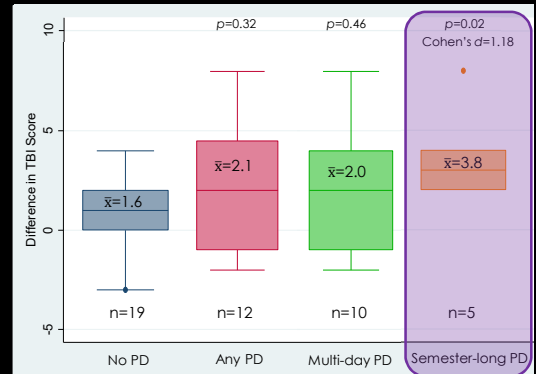 p=0.32
p=0.46
p=0.02
Cohen's d=1.18
10
5
0
-5
Difference in TBI Score
x̅=1.6
x̅=2.1
x̅=2.0
x̅=3.8
n=19
n=12
n=10
n=5
No PD
Any PD
Multi-day PD
Semester-long PD